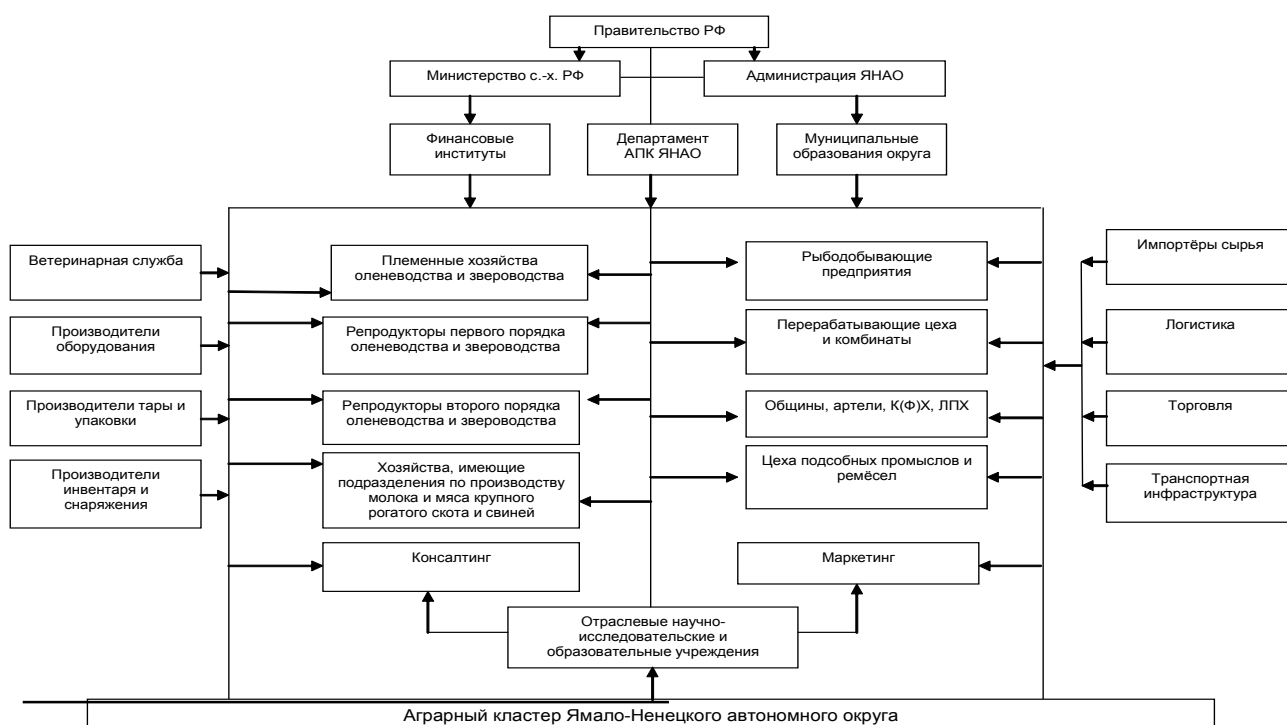 Правительство РФ
Министерство с.-х. РФ
Администрация ЯНАО
Финансовые
институты
Департамент
АПК ЯНАО
Муниципальные
образования округа
Ветеринарная служба
Племенные хозяйства
оленеводства и звероводства
Рыбодобывающие
предприятия
Импортёры сырья
Производители
оборудования
Репродукторы первого порядка
оленеводства и звероводства
Перерабатывающие цеха
и комбинаты
Логистика
Производители тары и
упаковки
Репродукторы второго порядка
оленеводства и звероводства
Общины, артели, К(Ф)Х, ЛПХ
Торговля
Производители
инвентаря и
снаряжения
Хозяйства, имеющие
подразделения по производству
молока и мяса крупного
рогатого скота и свиней
Цеха подсобных промыслов и
ремёсел
Транспортная
инфраструктура
Консалтинг
Маркетинг
Отраслевые научно-
исследовательские и
образовательные учреждения
Аграрный кластер Ямало-Ненецкого автономного округа